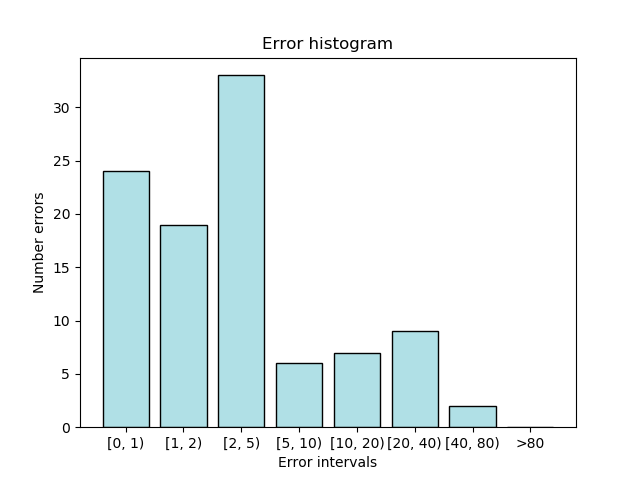 Error histogram
Number errors
30
25
20
15
10
5
0
[0, 1) [1, 2) [2, 5) [5, 10) [10, 20) [20, 40) [40, 80) >80
Error intervals